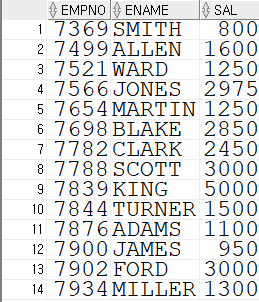 EMPNO ENAME SAL
1 7369 SMITH 800
2 7499 ALLEN 1600
3 7521 WARD 1250
4 7566 JONES 2975
5 7654 MARTIN 1250
6 7698 BLAKE 2850
7 7782 CLARK 2450
8 7788 SCOTT 3000
9 7839 KING 5000
10 7844 TURNER 1500
11 7876 ADAMS 1100
12 7900 JAMES 950
13 7902 FORD 3000
14 7934 MILLER 1300